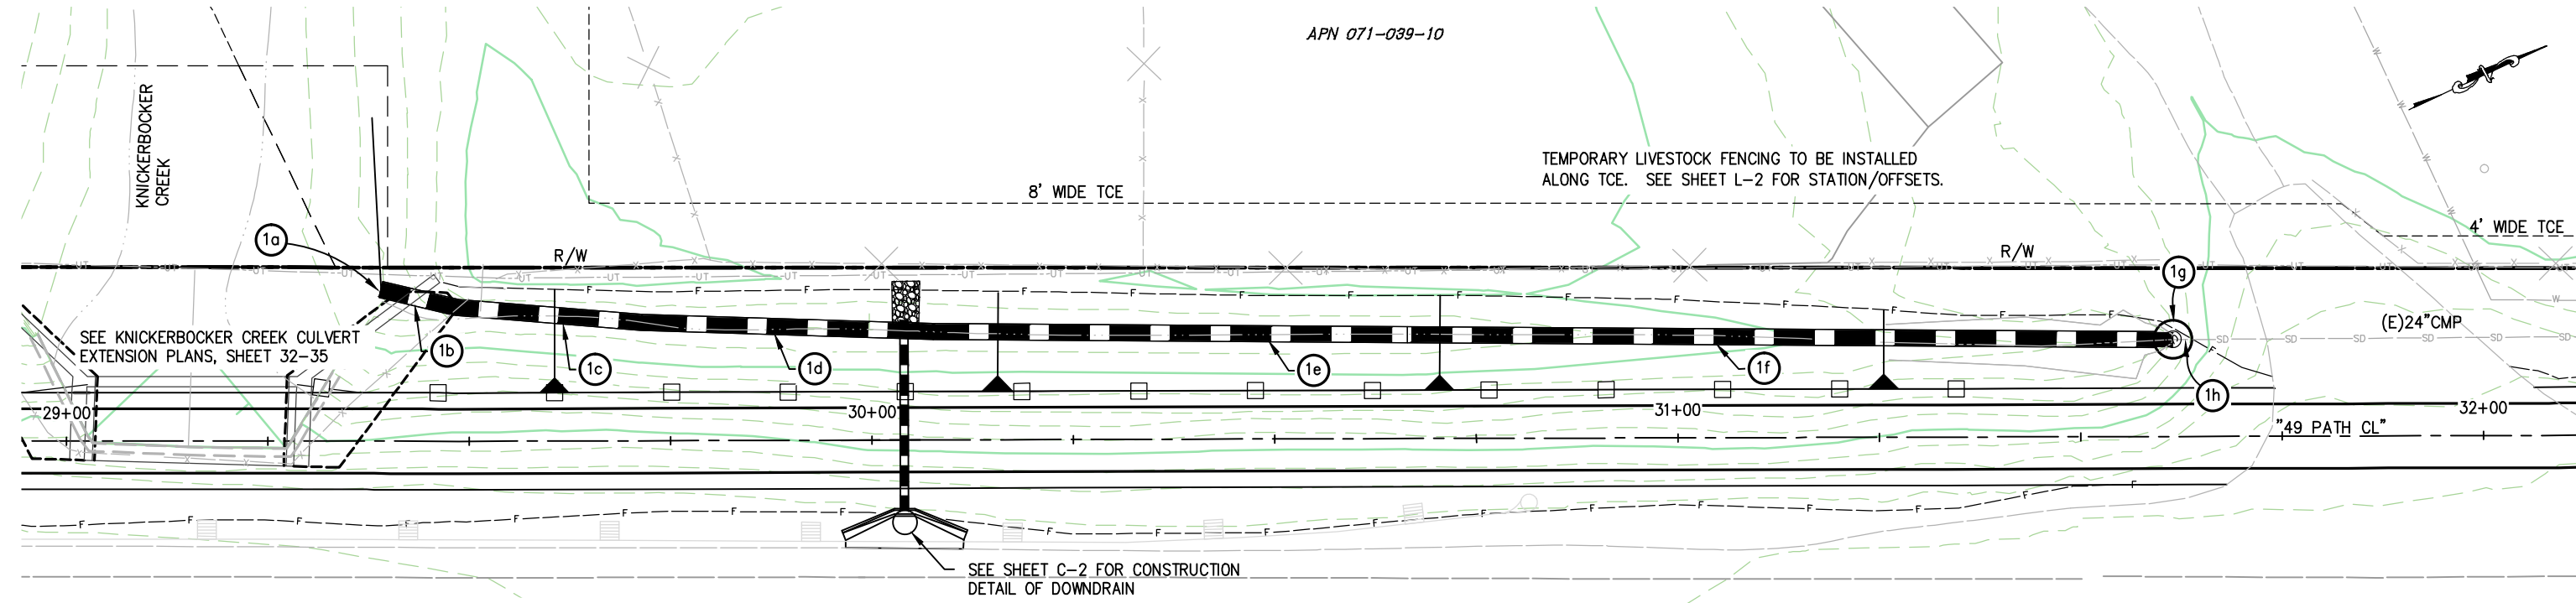 APN 071-039-10
KNICKERBOCKER
CREEK
TEMPORARY LIVESTOCK FENCING TO BE INSTALLED
ALONG TCE. SEE SHEET L-2 FOR STATION/OFFSETS.
8' WIDE TCE
4' WIDE TCE
1a
R/W
R/W
1g
SEE KNICKERBOCKER CREEK CULVERT
EXTENSION PLANS, SHEET 32-35
1b
1c
1d
1e
1f
1h
(E)24"CMP
29+00
30+00
31+00
32+00
"49 PATH CL"
SEE SHEET C-2 FOR CONSTRUCTION
DETAIL OF DOWNDRAIN